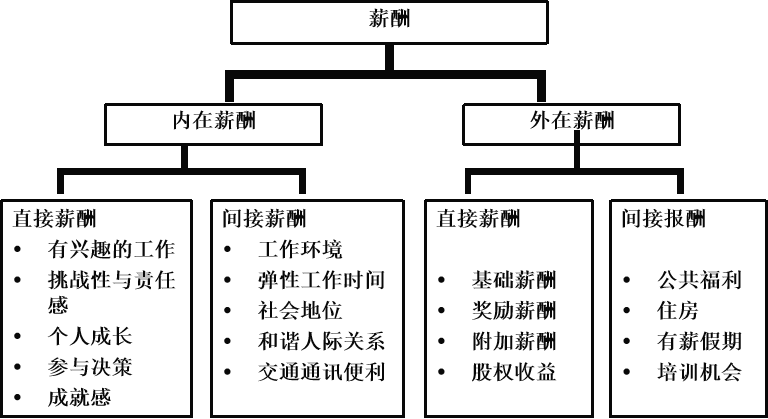 薪酬
内在薪酬
外在薪酬
直接薪酬
• 有兴趣的工作
• 挑战性与责任
感
• 个人成长
• 参与决策
• 成就感
间接薪酬
• 工作环境
• 弹性工作时间
• 社会地位
• 和谐人际关系
• 交通通讯便利
直接薪酬
• 基础薪酬
• 奖励薪酬
• 附加薪酬
• 股权收益
间接报酬
• 公共福利
• 住房
• 有薪假期
• 培训机会